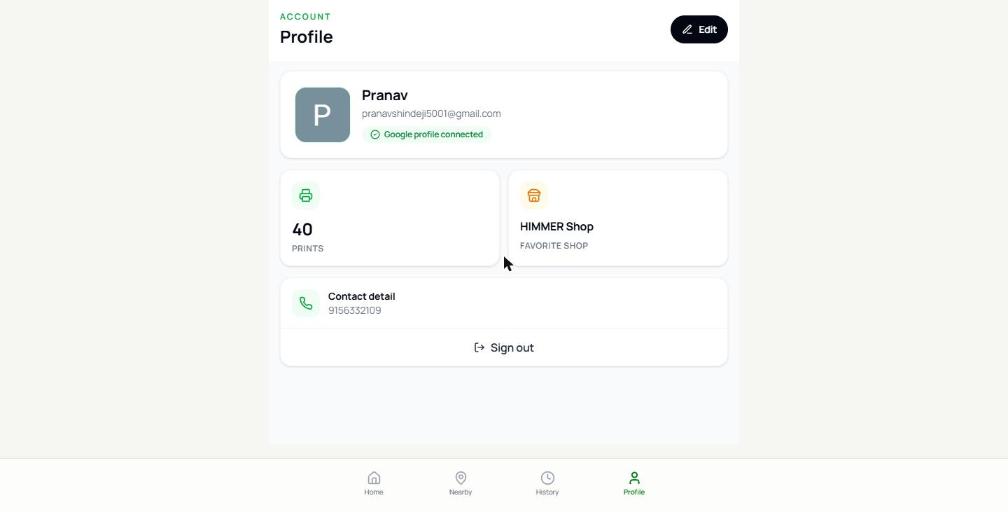 ACCOUNT
Profile
Edit
P
Pranav
pranavshindeji5001@gmail.com
Google profile connected
40
PRINTS
HIMMER Shop
FAVORITE SHOP
Contact detail
9156332109
Sign out
Home
Nearby
History
Profile